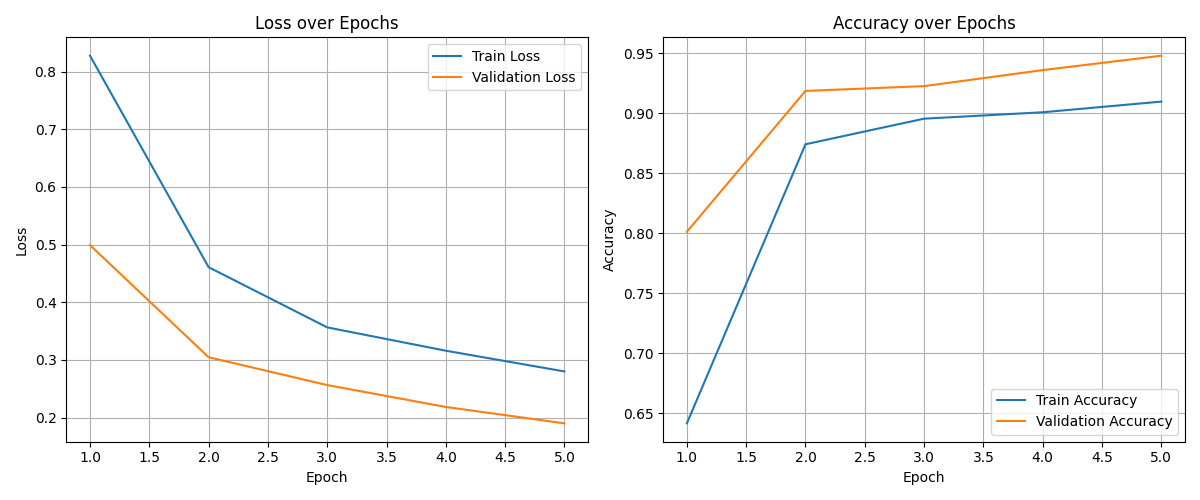 Loss over Epochs
Train Loss
Validation Loss
0.8
0.7
0.6
0.5
0.4
0.3
0.2
Loss
1.0 1.5 2.0 2.5 3.0 3.5 4.0 4.5 5.0
Epoch
Accuracy over Epochs
0.95
0.90
0.85
0.80
0.75
0.70
0.65
Accuracy
Train Accuracy
Validation Accuracy
1.0 1.5 2.0 2.5 3.0 3.5 4.0 4.5 5.0
Epoch